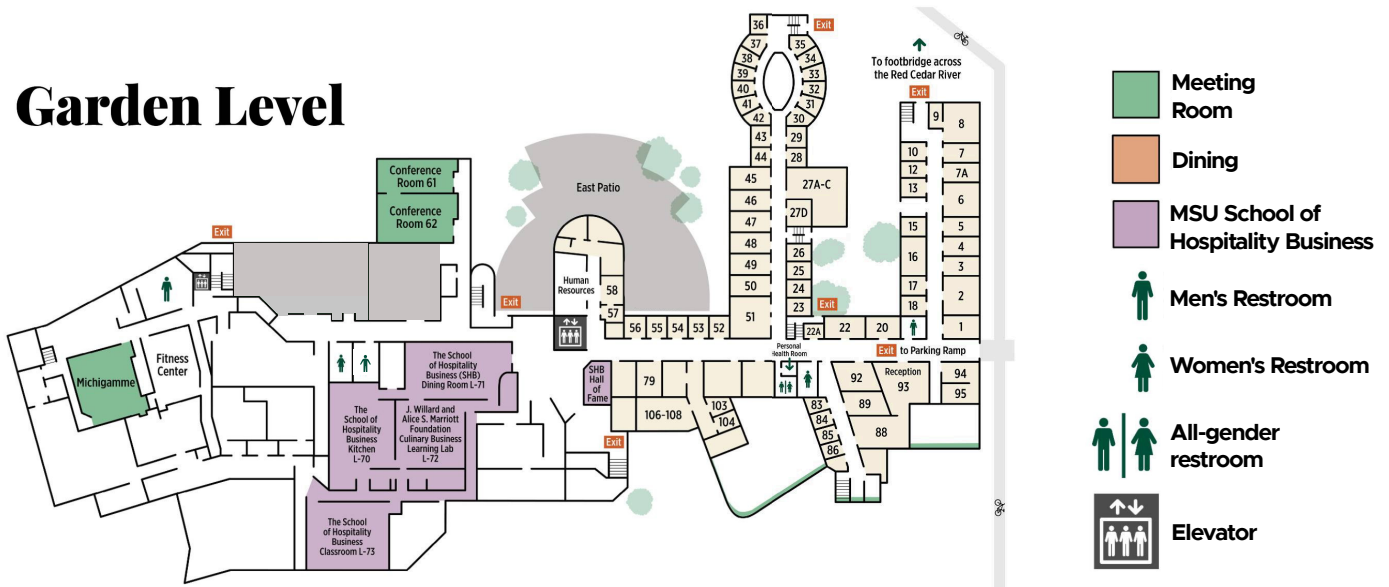 Garden Level
36
Exit
37
35
38
34
39
33
40
32
41
31
42
30
43
29
44
28
45
27A-C
46
47
27D
48
26
49
25
50
24
51
23
Exit
22A
22
20
To footbridge across
the Red Cedar River
Exit
9
8
10
7
12
7A
13
6
15
5
16
4
3
17
2
18
1
Conference
Room 61
Conference
Room 62
East Patio
Exit
Human
Resources
58
57
Exit
56
55
54
53
52
Personal
Health Room
Exit to Parking Ramp
Michigamme
Fitness
Center
The School
of Hospitality
Business (SHB)
Dining Room L-71
SHB
Hall
of
Fame
79
106-108
103
104
92
Reception
93
94
95
89
88
83
84
85
86
The
School of
Hospitality
Business
Kitchen
L-70
J. Willard and
Alice S. Marriott
Foundation
Culinary Business
Learning Lab
L-72
Exit
The School
of Hospitality
Business
Classroom L-73
Meeting
Room
Dining
MSU School of
Hospitality Business
Men's Restroom
Women's Restroom
All-gender
restroom
Elevator